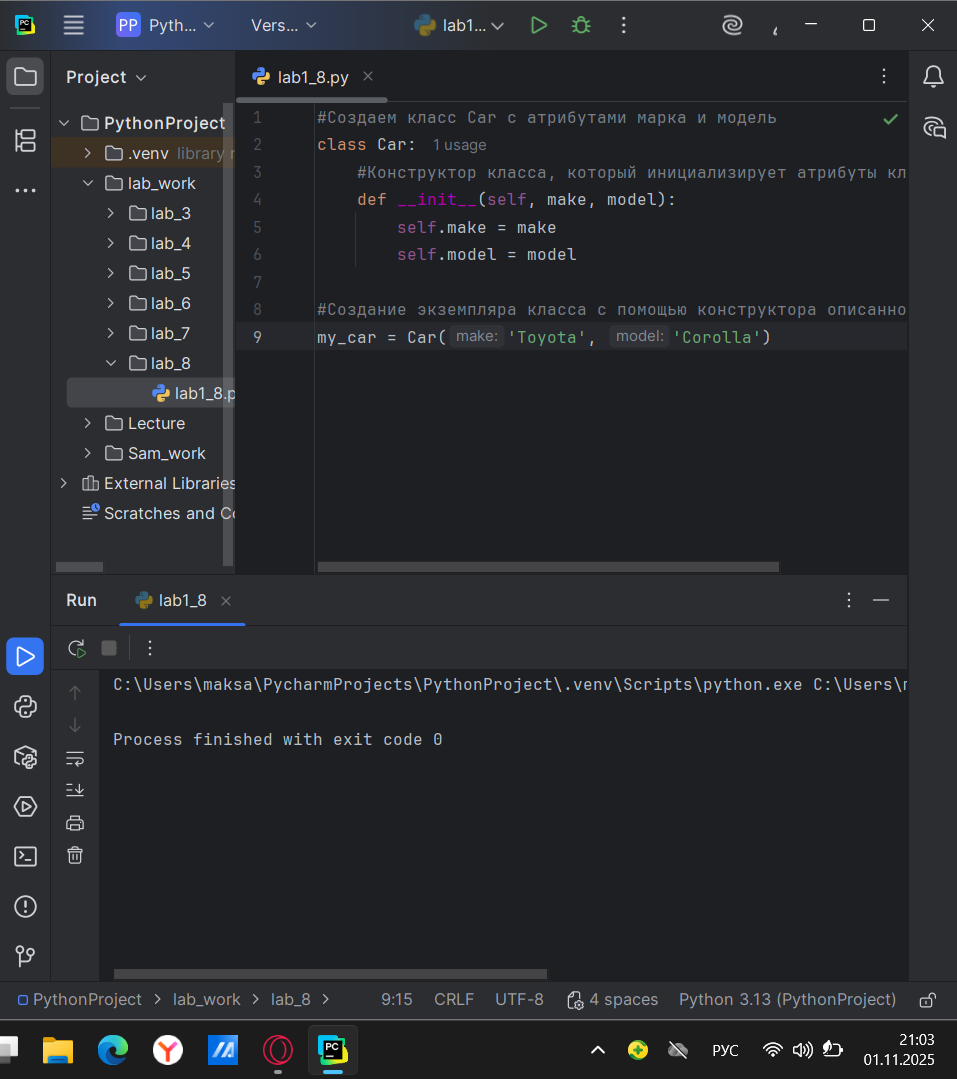 PC
PP Pyth... Vers... lab1...
Project
lab1_8.py
PythonProject
.venv library r
lab_work
lab_3
lab_4
lab_5
lab_6
lab_7
lab_8
lab1_8.p
Lecture
Sam_work
External Libraries
Scratches and Co
1 #Создаем класс Car с атрибутами марка и модель
2 class Car: 1 usage
3 #Конструктор класса, который инициализирует атрибуты кл
4 def __init__(self, make, model):
5 self.make = make
6 self.model = model
7
8 #Создание экземпляра класса с помощью конструктора описанно
9 my_car = Car( make: 'Toyota', model: 'Corolla')
Run lab1_8
C:\Users\maksa\PycharmProjects\PythonProject\.venv\Scripts\python.exe C:\Users\m
Process finished with exit code 0
PythonProject > lab_work > lab_8 > 9:15 CRLF UTF-8 4 spaces Python 3.13 (PythonProject)
PC
РУС
21:03
01.11.2025